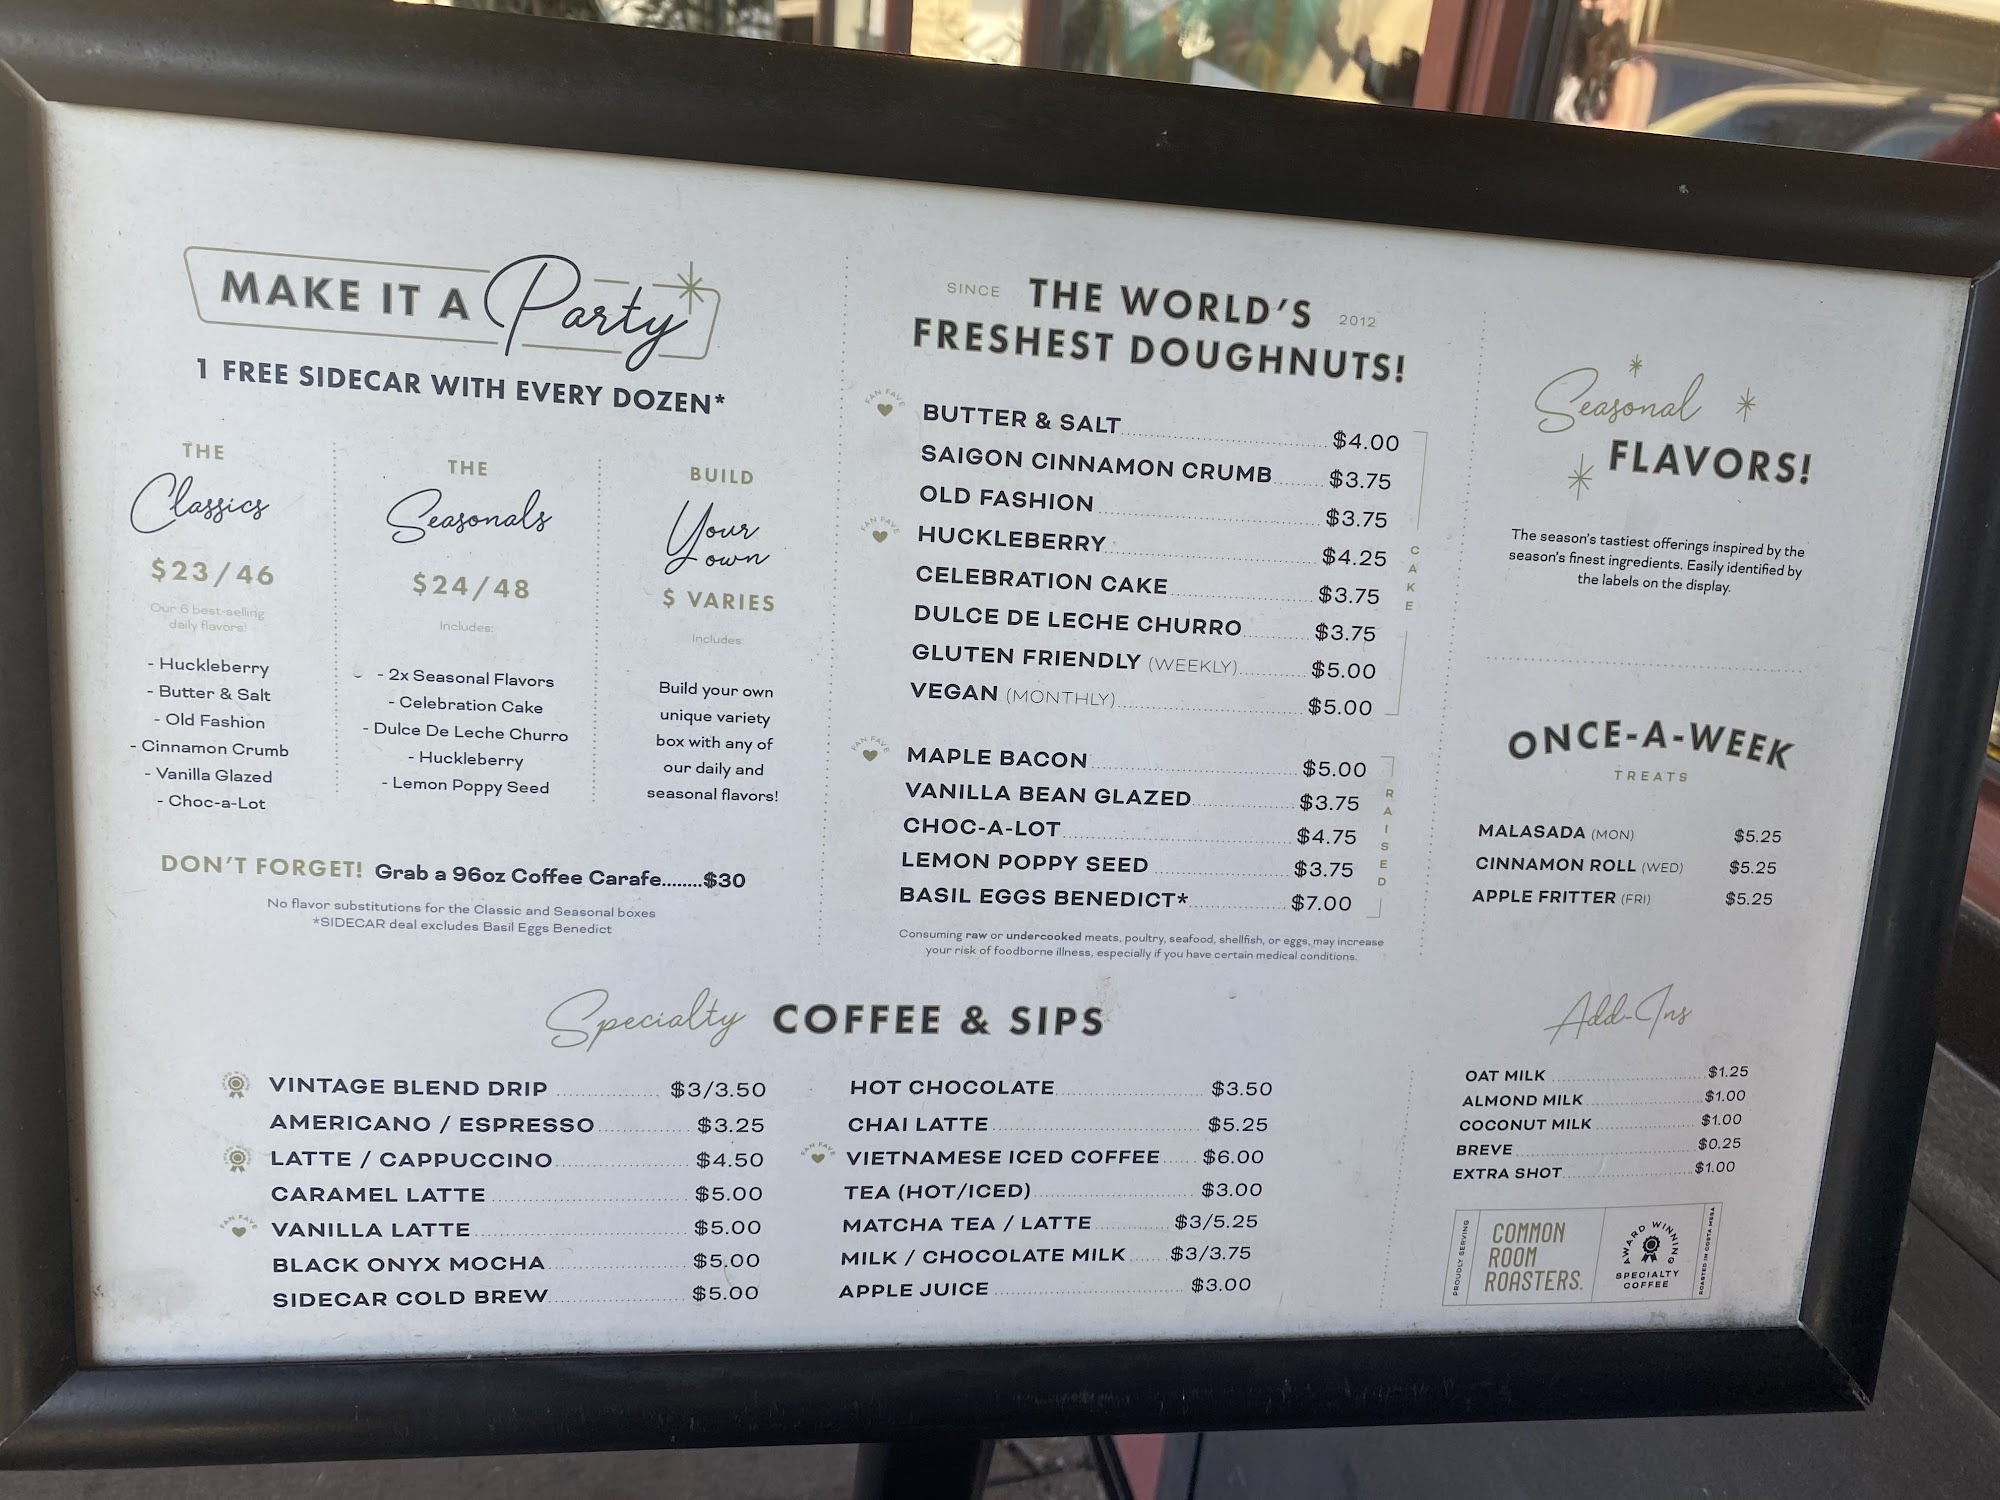 MAKE IT A Party
1 FREE SIDECAR WITH EVERY DOZEN*
THE
Classics
$23/46
Our 6 best-selling
daily flavors!
- Huckleberry
- Butter & Salt
- Old Fashion
- Cinnamon Crumb
- Vanilla Glazed
- Choc-a-Lot
THE
Seasonals
$24/48
Includes:
- 2x Seasonal Flavors
- Celebration Cake
- Dulce De Leche Churro
- Huckleberry
- Lemon Poppy Seed
BUILD
Your
own
$ VARIES
Includes:
Build your own
unique variety
box with any of
our daily and
seasonal flavors!
DON'T FORGET! Grab a 96oz Coffee Carafe........$30
No flavor substitutions for the Classic and Seasonal boxes
*SIDECAR deal excludes Basil Eggs Benedict
SINCE THE WORLD'S 2012
FRESHEST DOUGHNUTS!
FAN FAVE BUTTER & SALT $4.00
SAIGON CINNAMON CRUMB $3.75
OLD FASHION $3.75
FAN FAVE HUCKLEBERRY $4.25
CELEBRATION CAKE $3.75
DULCE DE LECHE CHURRO $3.75
GLUTEN FRIENDLY (WEEKLY) $5.00
VEGAN (MONTHLY) $5.00
CAKE
FAN FAVE MAPLE BACON $5.00
VANILLA BEAN GLAZED $3.75
CHOC-A-LOT $4.75
LEMON POPPY SEED $3.75
BASIL EGGS BENEDICT* $7.00
RAISED
Consuming raw or undercooked meats, poultry, seafood, shellfish, or eggs, may increase
your risk of foodborne illness, especially if you have certain medical conditions.
Seasonal
FLAVORS!
The season's tastiest offerings inspired by the
season's finest ingredients. Easily identified by
the labels on the display.
ONCE-A-WEEK
TREATS
MALASADA (MON) $5.25
CINNAMON ROLL (WED) $5.25
APPLE FRITTER (FRI) $5.25
Specialty COFFEE & SIPS
VINTAGE BLEND DRIP $3/3.50
AMERICANO / ESPRESSO $3.25
LATTE / CAPPUCCINO $4.50
CARAMEL LATTE $5.00
FAN FAVE VANILLA LATTE $5.00
BLACK ONYX MOCHA $5.00
SIDECAR COLD BREW $5.00
HOT CHOCOLATE $3.50
CHAI LATTE $5.25
FAN FAVE VIETNAMESE ICED COFFEE $6.00
TEA (HOT/ICED) $3.00
MATCHA TEA / LATTE $3/5.25
MILK / CHOCOLATE MILK $3/3.75
APPLE JUICE $3.00
Add-Ins
OAT MILK $1.25
ALMOND MILK $1.00
COCONUT MILK $1.00
BREVE $0.25
EXTRA SHOT $1.00
PROUDLY SERVING
COMMON
ROOM
ROASTERS.
AWARD WINNING
SPECIALTY
COFFEE
ROASTED IN COSTA MESA